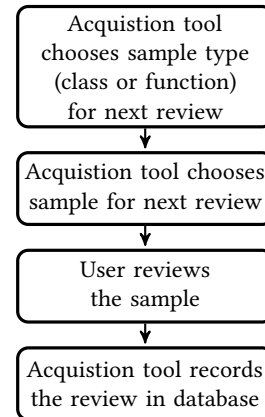 Acquistion tool
chooses sample type
(class or function)
for next review
Acquistion tool chooses
sample for next review
User reviews
the sample
Acquistion tool records
the review in database